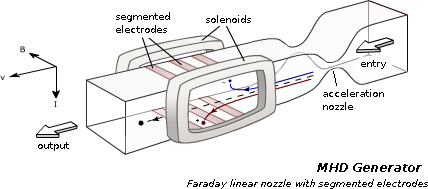 segmented
electrodes
solenoids
B
v
I
entry
acceleration
nozzle
output
MHD Generator
Faraday linear nozzle with segmented electrodes